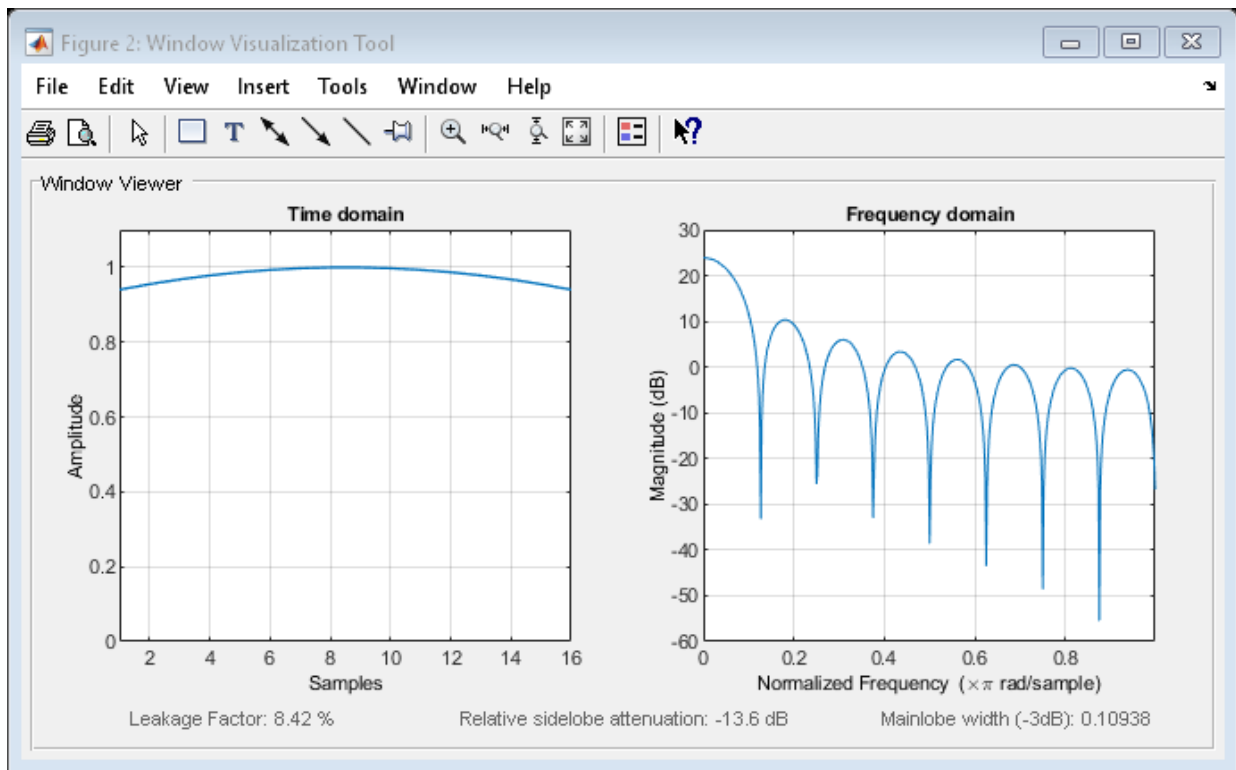 Figure 2: Window Visualization Tool
File Edit View Insert Tools Window Help
T
Window Viewer
Time domain
Amplitude
1
0.8
0.6
0.4
0.2
0
2 4 6 8 10 12 14 16
Samples
Frequency domain
Magnitude (dB)
30
20
10
0
-10
-20
-30
-40
-50
-60
0 0.2 0.4 0.6 0.8
Normalized Frequency (×π rad/sample)
Leakage Factor: 8.42 % Relative sidelobe attenuation: -13.6 dB Mainlobe width (-3dB): 0.10938